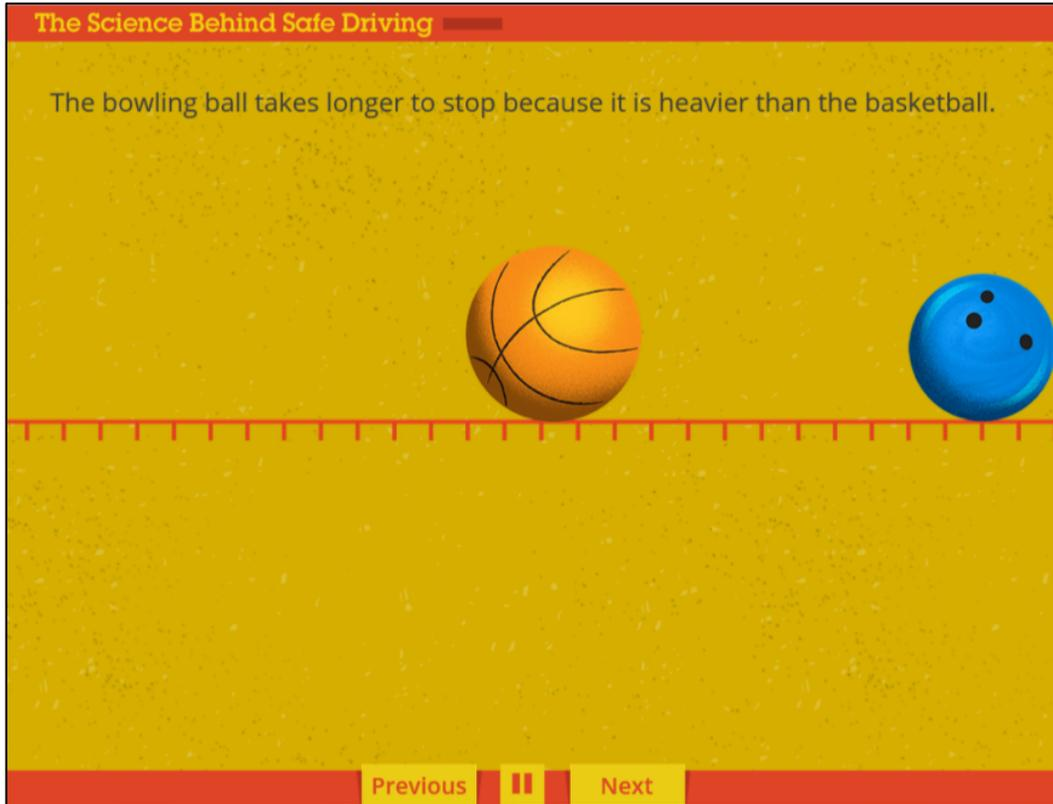 The Science Behind Safe Driving
The bowling ball takes longer to stop because it is heavier than the basketball.
Previous
Next